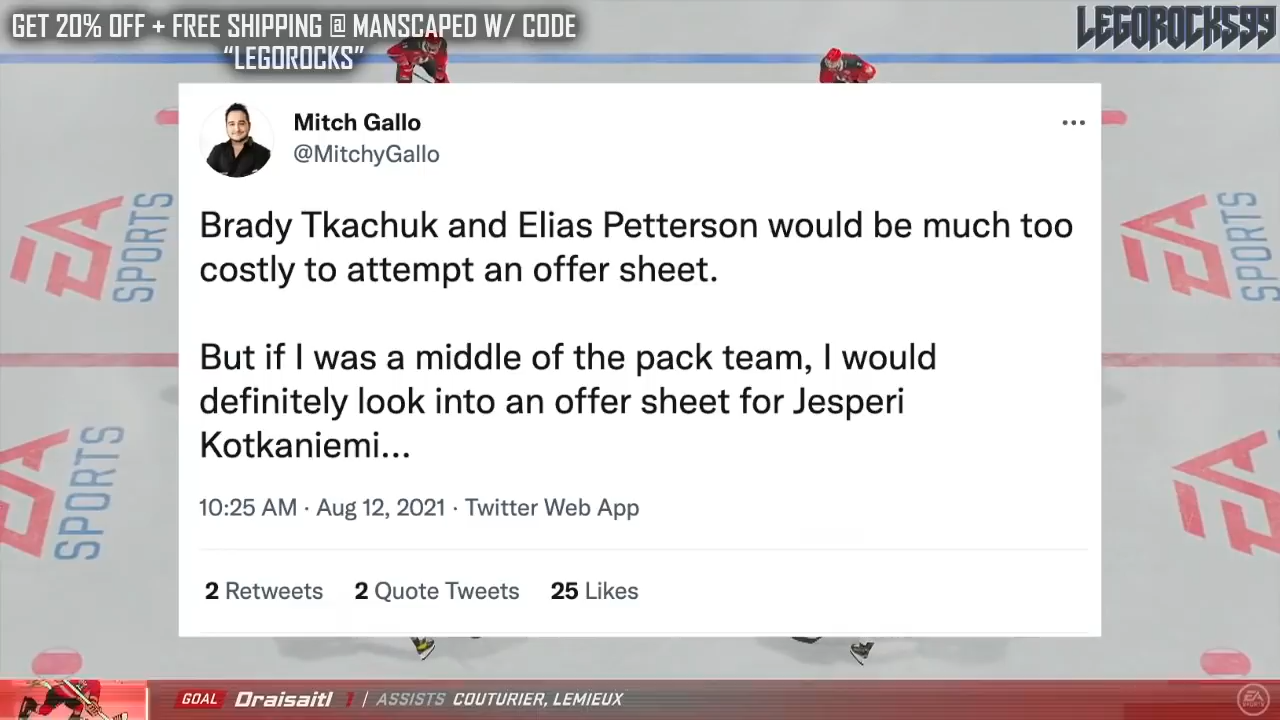 GET 20% OFF + FREE SHIPPING @ MANSCAPED W/ CODE
"LEGOROCKS"
LEGOROCKS99
Mitch Gallo
@MitchyGallo
Brady Tkachuk and Elias Petterson would be much too
costly to attempt an offer sheet.
But if I was a middle of the pack team, I would
definitely look into an offer sheet for Jesperi
Kotkaniemi...
10:25 AM · Aug 12, 2021 · Twitter Web App
2 Retweets 2 Quote Tweets 25 Likes
EA SPORTS
EA SPORTS
EA SPORTS
EA
GOAL Draisaitl 1 | ASSISTS COUTURIER, LEMIEUX
EA SPORTS